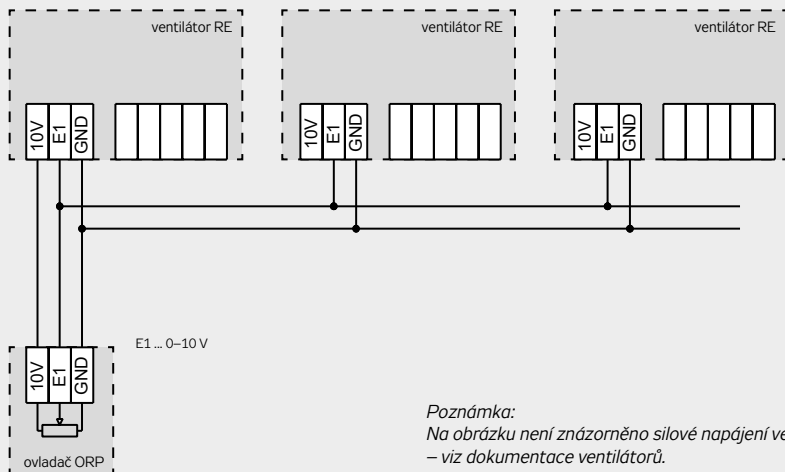 ventilátor RE
ventilátor RE
ventilátor RE
10V E1 GND
10V E1 GND
10V E1 GND
E1 ... 0–10 V
10V E1 GND
ovladač ORP
Poznámka:
Na obrázku není znázorněno silové napájení
– viz dokumentace ventilátorů.